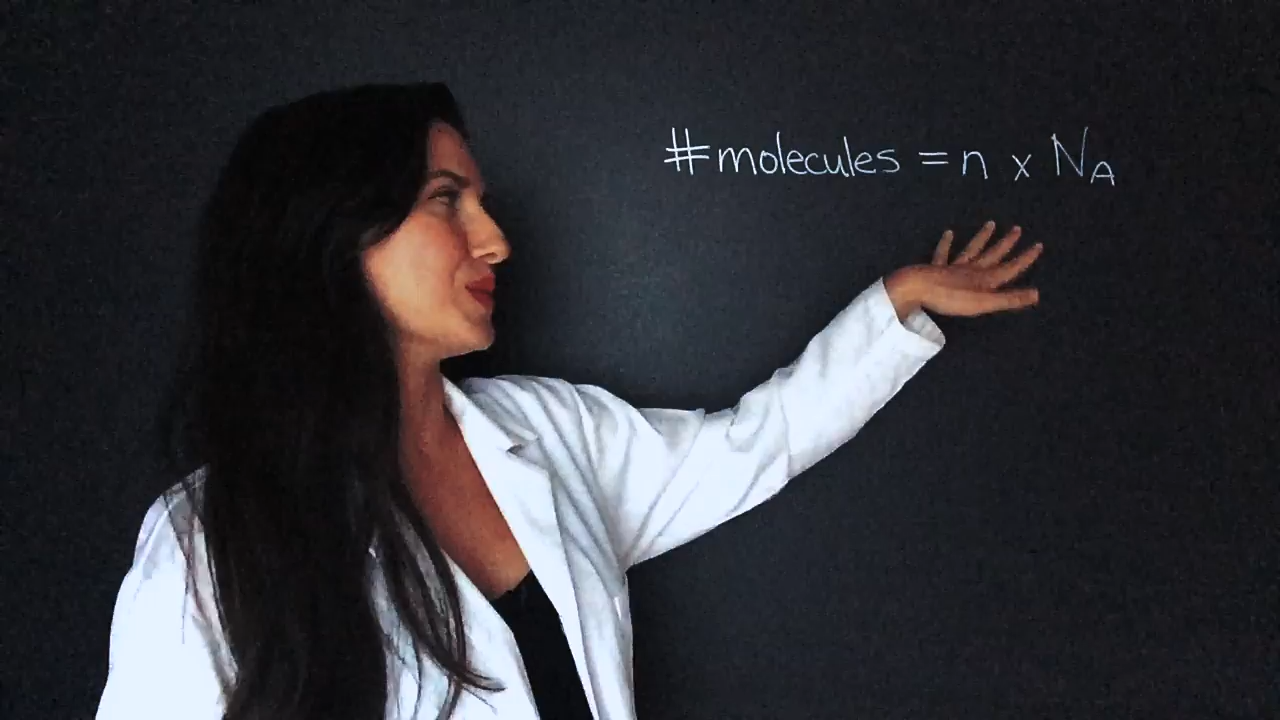 #molecules = n x NA